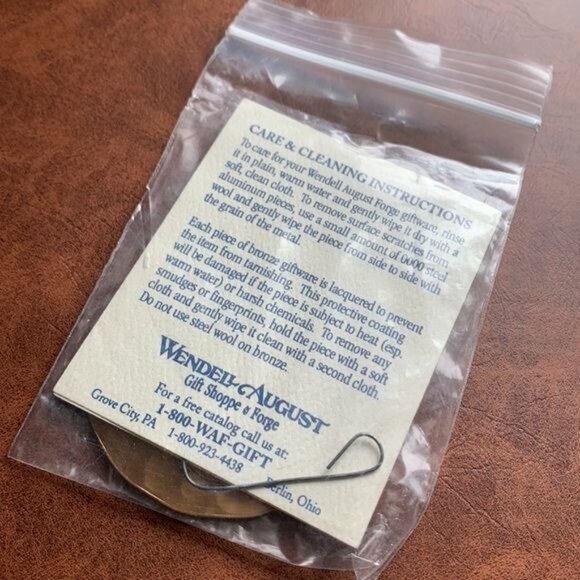 CARE & CLEANING INSTRUCTIONS
To care for your Wendell August Forge giftware, rinse
it in plain, warm water and gently wipe it dry with a
soft, clean cloth. To remove surface scratches from
aluminum pieces, use a small amount of 0000 steel
wool and gently wipe the piece from side to side with
the grain of the metal.
Each piece of bronze giftware is lacquered to prevent
the item from tarnishing. This protective coating
will be damaged if the piece is subject to heat (esp.
warm water) or harsh chemicals. To remove any
smudges or fingerprints, hold the piece with a soft
cloth and gently wipe it clean with a second cloth.
Do not use steel wool on bronze.
WENDELL AUGUST
Gift Shoppe & Forge
For a free catalog call us at:
1-800-WAF-GIFT
1-800-923-4438
Grove City, PA
Berlin, Ohio